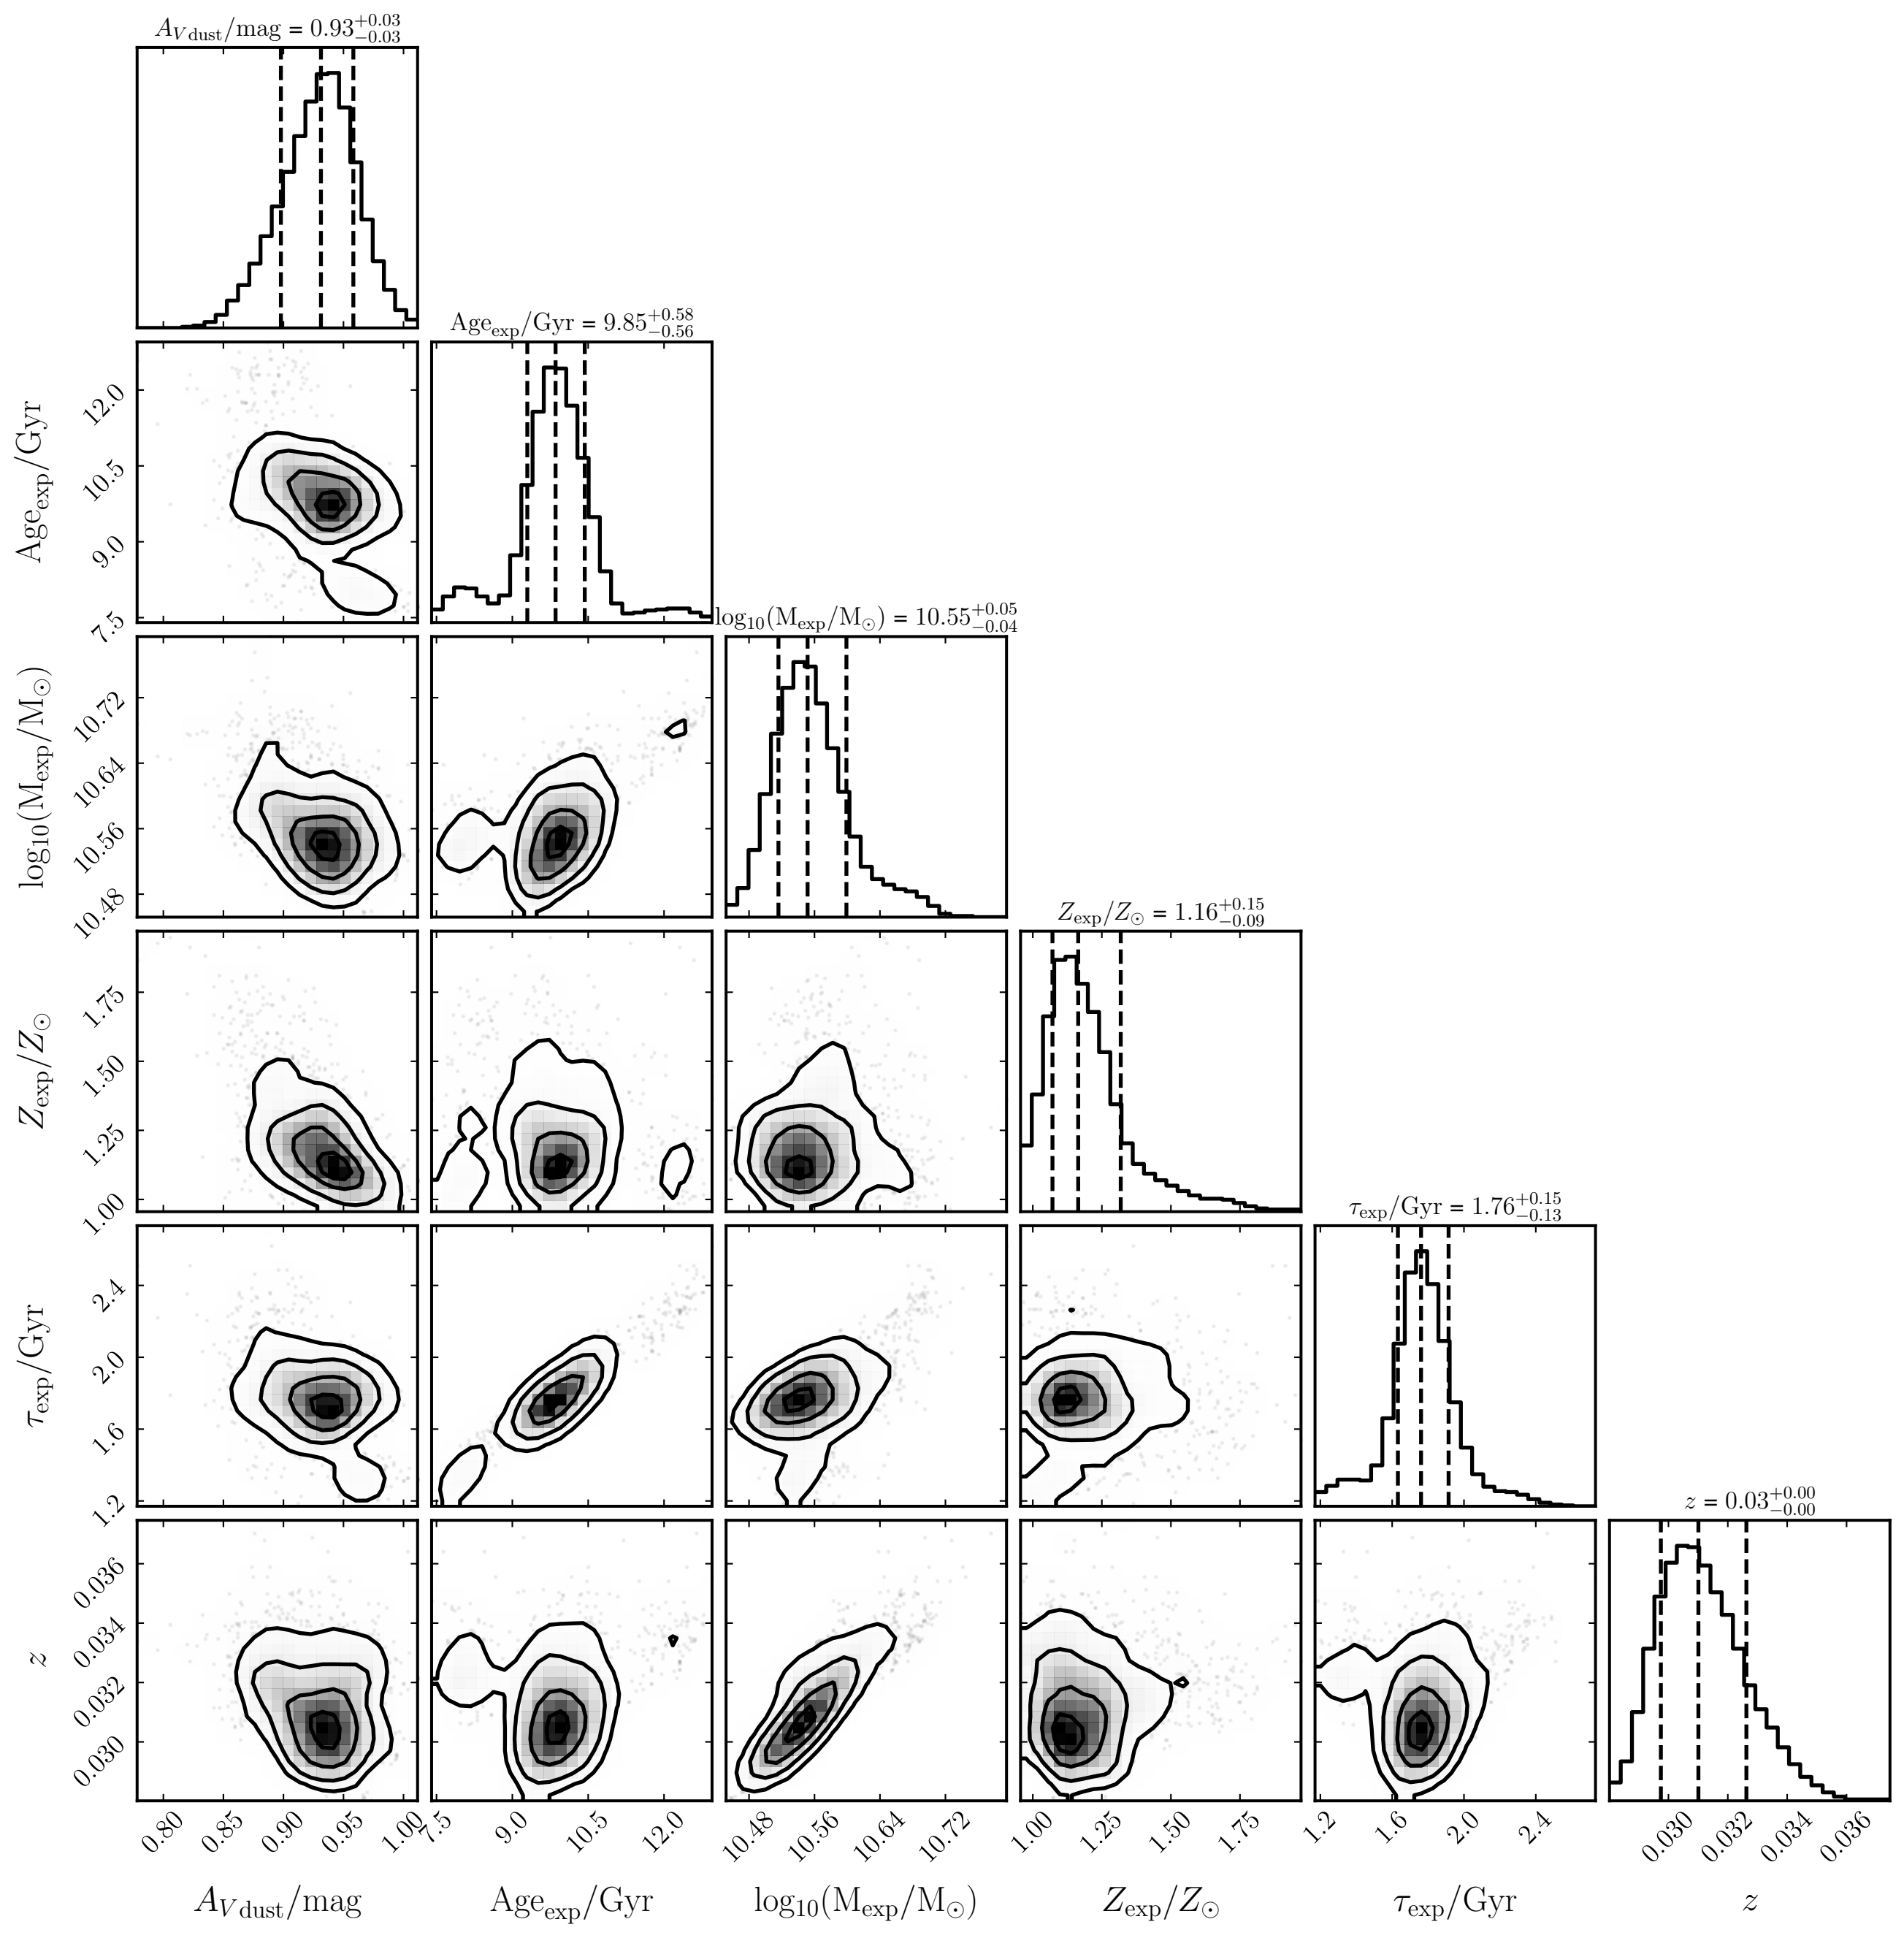 A_V dust/mag = 0.93^{+0.03}_{-0.03}
Age_exp/Gyr = 9.85^{+0.58}_{-0.56}
12.0
10.5
9.0
7.5
Age_exp/Gyr
log₁₀(M_exp/M_⊙) = 10.55^{+0.05}_{-0.04}
10.72
10.64
10.56
10.48
log₁₀(M_exp/M_⊙)
Z_exp/Z_⊙ = 1.16^{+0.15}_{-0.09}
1.75
1.50
1.25
1.00
Z_exp/Z_⊙
τ_exp/Gyr = 1.76^{+0.15}_{-0.13}
2.4
2.0
1.6
1.2
τ_exp/Gyr
z = 0.03^{+0.00}_{-0.00}
0.036
0.034
0.032
0.030
z
0.80 0.85 0.90 0.95 1.00 7.5 9.0 10.5 12.0 10.48 10.56 10.64 10.72 1.00 1.25 1.50 1.75 1.2 1.6 2.0 2.4 0.030 0.032 0.034 0.036
A_V dust/mag Age_exp/Gyr log₁₀(M_exp/M_⊙) Z_exp/Z_⊙ τ_exp/Gyr z